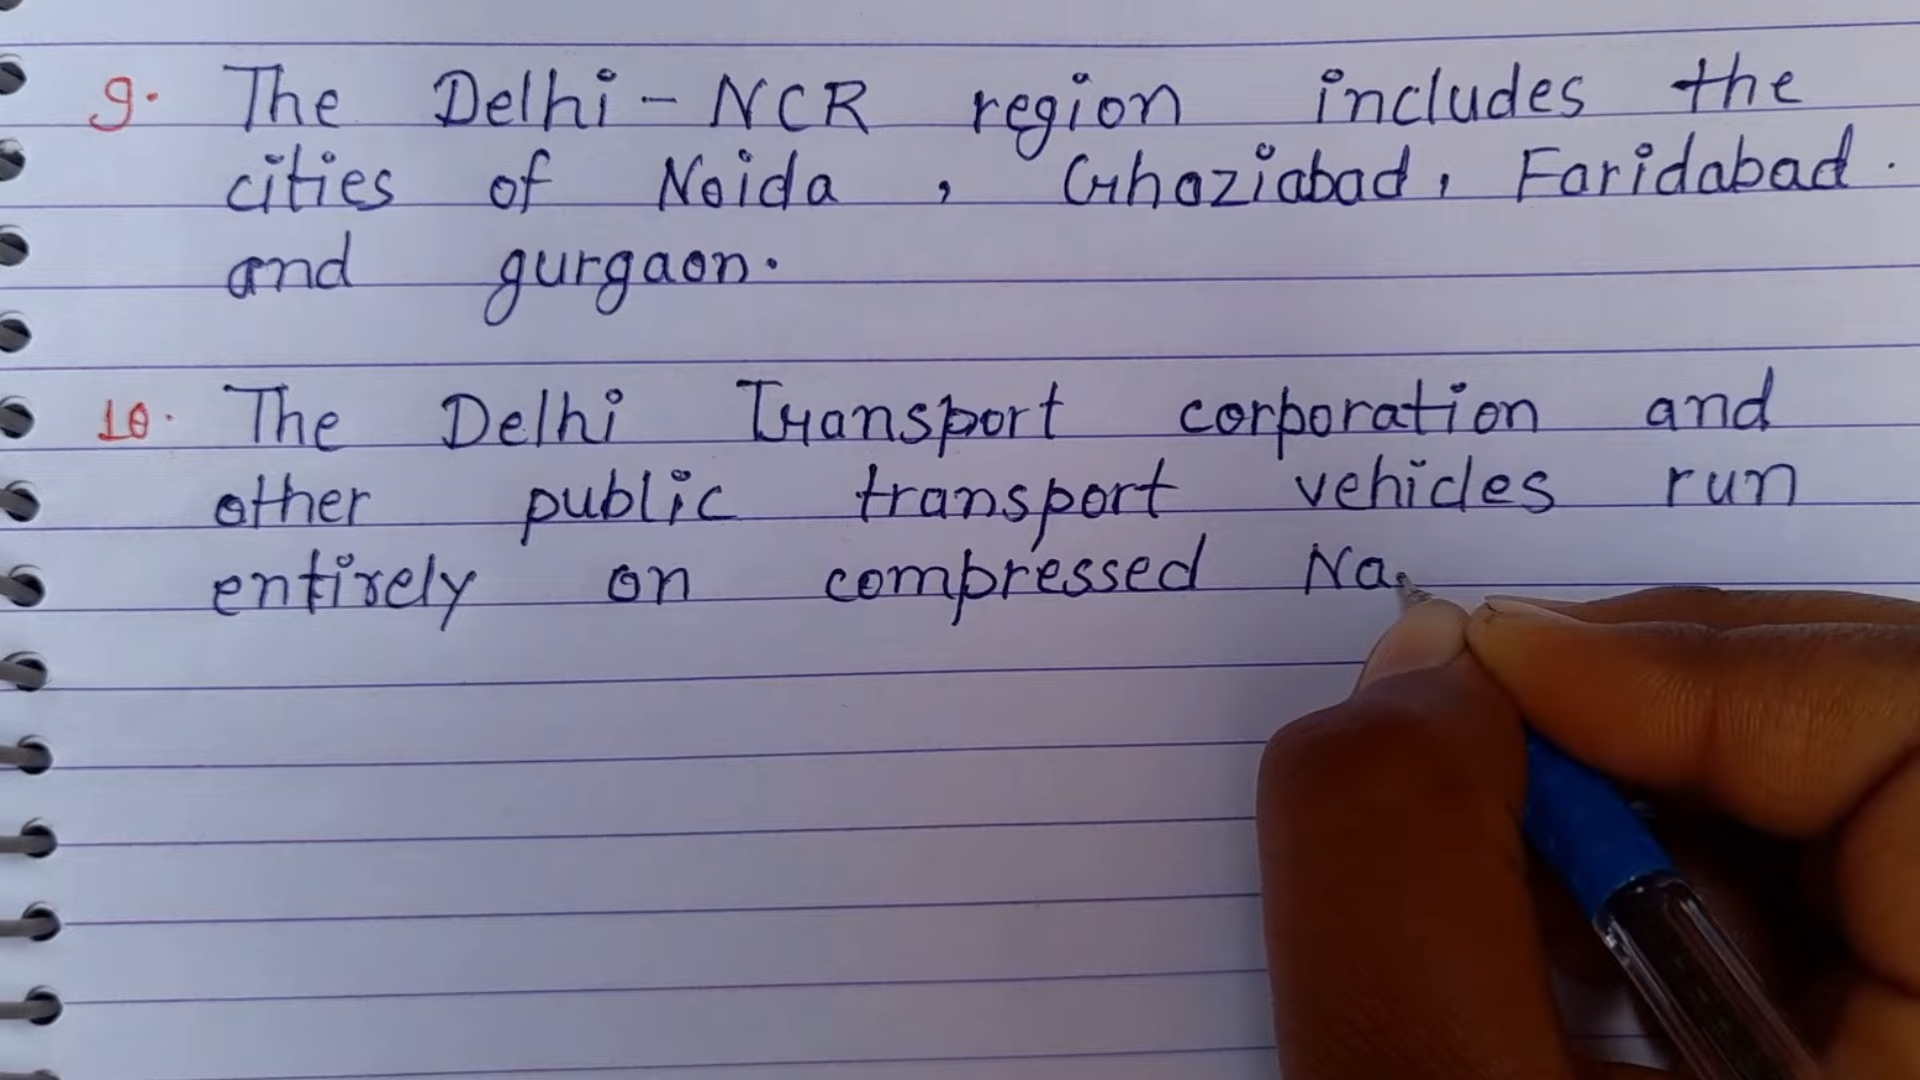 9. The Delhi - NCR region includes the
cities of Noida , Ghaziabad, Faridabad.
and gurgaon.
10. The Delhi Transport corporation and
other public transport vehicles run
entirely on compressed Na